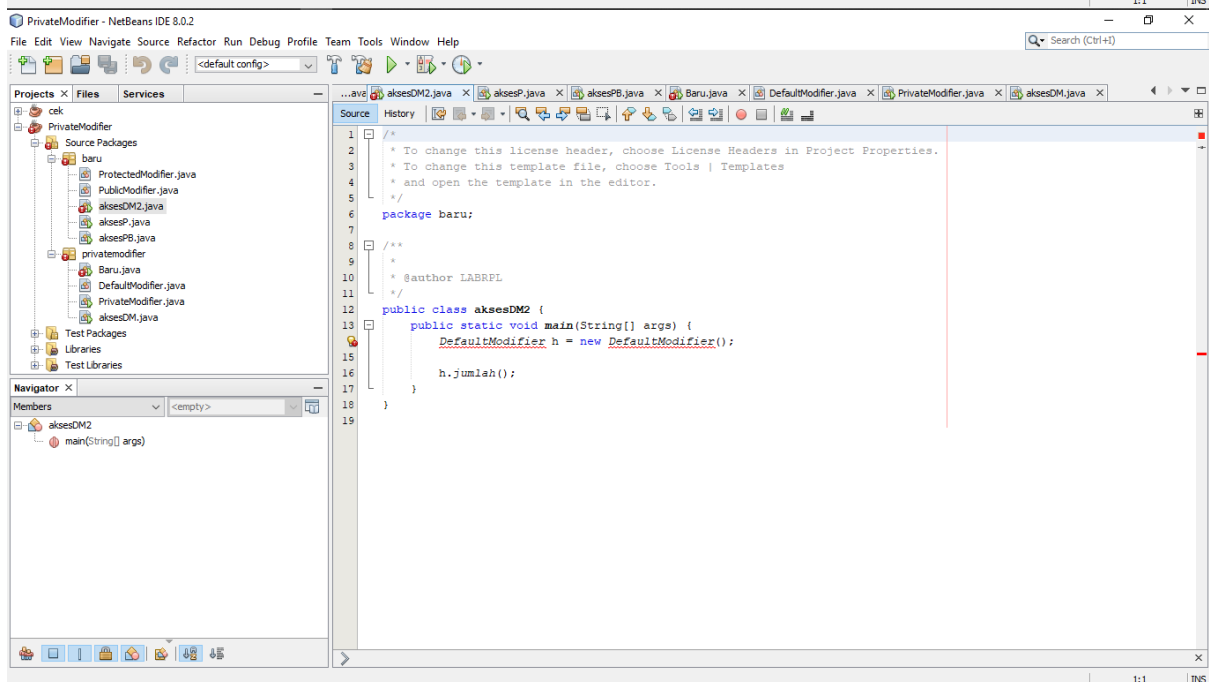 1:1 INS
PrivateModifier - NetBeans IDE 8.0.2
File Edit View Navigate Source Refactor Run Debug Profile Team Tools Window Help
Search (Ctrl+I)
<default config>
Projects Files Services
...ava aksesDM2.java aksesP.java aksesPB.java Baru.java DefaultModifier.java PrivateModifier.java aksesDM.java
Source History
cek
PrivateModifier
Source Packages
baru
ProtectedModifier.java
PublicModifier.java
aksesDM2.java
aksesP.java
aksesPB.java
privatemodifier
Baru.java
DefaultModifier.java
PrivateModifier.java
aksesDM.java
Test Packages
Libraries
Test Libraries
Navigator
Members <empty>
aksesDM2
main(String[] args)
1 /*
2 * To change this license header, choose License Headers in Project Properties.
3 * To change this template file, choose Tools | Templates
4 * and open the template in the editor.
5 */
6 package baru;
7
8 /**
9 *
10 * @author LABRPL
11 */
12 public class aksesDM2 {
13 public static void main(String[] args) {
DefaultModifier h = new DefaultModifier();
15
16 h.jumlah();
17 }
18 }
19
1:1 INS